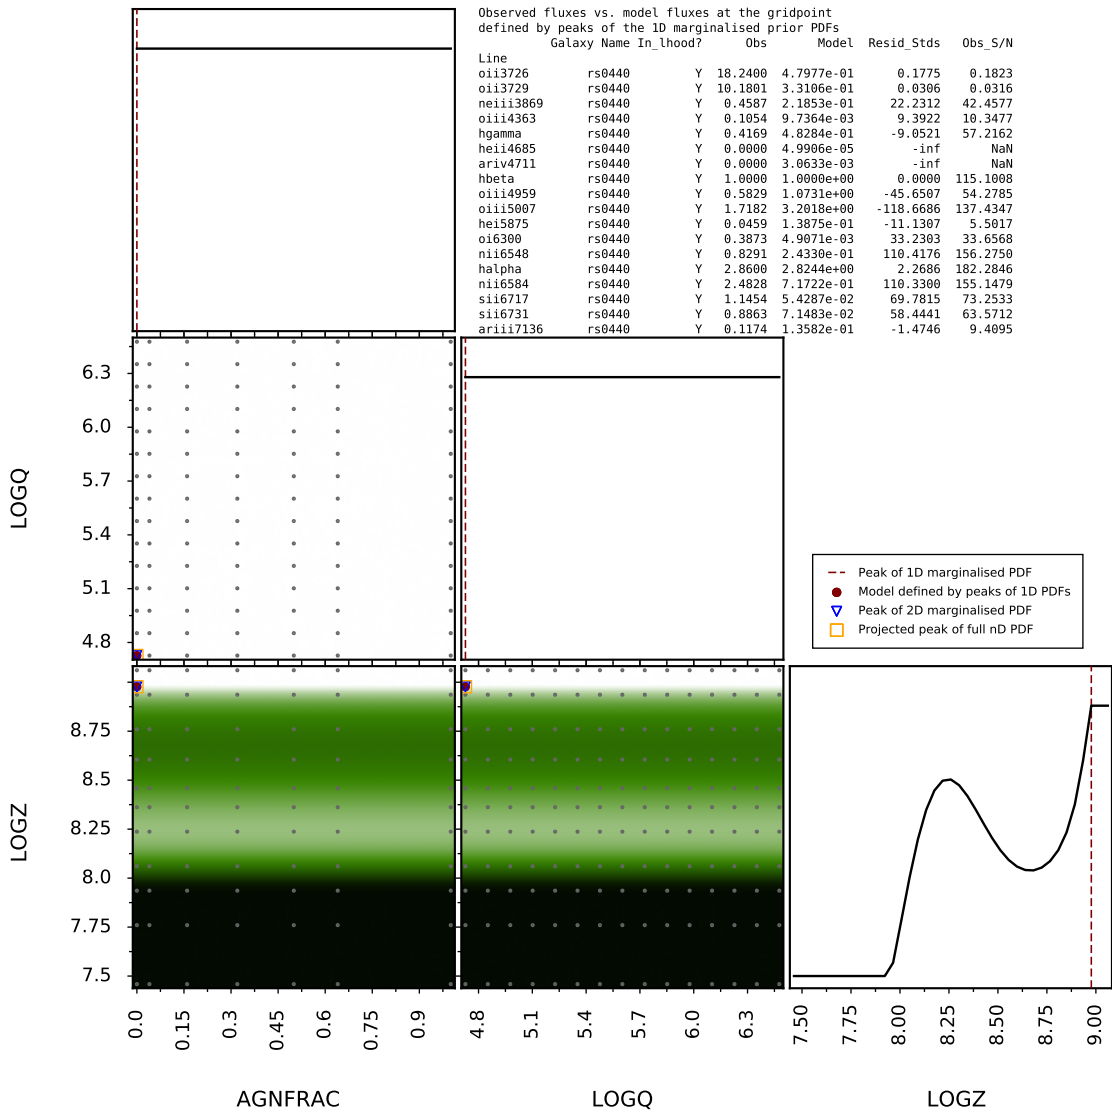 Observed fluxes vs. model fluxes at the gridpoint
defined by peaks of the 1D marginalised prior PDFs
Galaxy Name In_lhood? Obs Model Resid_Stds Obs_S/N
Line
oii3726 rs0440 Y 18.2400 4.7977e-01 0.1775 0.1823
oii3729 rs0440 Y 10.1801 3.3106e-01 0.0306 0.0316
neiii3869 rs0440 Y 0.4587 2.1853e-01 22.2312 42.4577
oiii4363 rs0440 Y 0.1054 9.7364e-03 9.3922 10.3477
hgamma rs0440 Y 0.4169 4.8284e-01 -9.0521 57.2162
heii4685 rs0440 Y 0.0000 4.9906e-05 -inf NaN
ariv4711 rs0440 Y 0.0000 3.0633e-03 -inf NaN
hbeta rs0440 Y 1.0000 1.0000e+00 0.0000 115.1008
oiii4959 rs0440 Y 0.5829 1.0731e+00 -45.6507 54.2785
oiii5007 rs0440 Y 1.7182 3.2018e+00 -118.6686 137.4347
hei5875 rs0440 Y 0.0459 1.3875e-01 -11.1307 5.5017
oi6300 rs0440 Y 0.3873 4.9071e-03 33.2303 33.6568
nii6548 rs0440 Y 0.8291 2.4330e-01 110.4176 156.2750
halpha rs0440 Y 2.8600 2.8244e+00 2.2686 182.2846
nii6584 rs0440 Y 2.4828 7.1722e-01 110.3300 155.1479
sii6717 rs0440 Y 1.1454 5.4287e-02 69.7815 73.2533
sii6731 rs0440 Y 0.8863 7.1483e-02 58.4441 63.5712
ariii7136 rs0440 Y 0.1174 1.3582e-01 -1.4746 9.4095
LOGQ
6.3
6.0
5.7
5.4
5.1
4.8
Peak of 1D marginalised PDF
Model defined by peaks of 1D PDFs
Peak of 2D marginalised PDF
Projected peak of full nD PDF
LOGZ
8.75
8.5
8.25
8.0
7.75
7.5
0.0 0.15 0.3 0.45 0.6 0.75 0.9
4.8 5.1 5.4 5.7 6.0 6.3
7.50 7.75 8.00 8.25 8.50 8.75 9.00
AGNFRAC LOGQ LOGZ